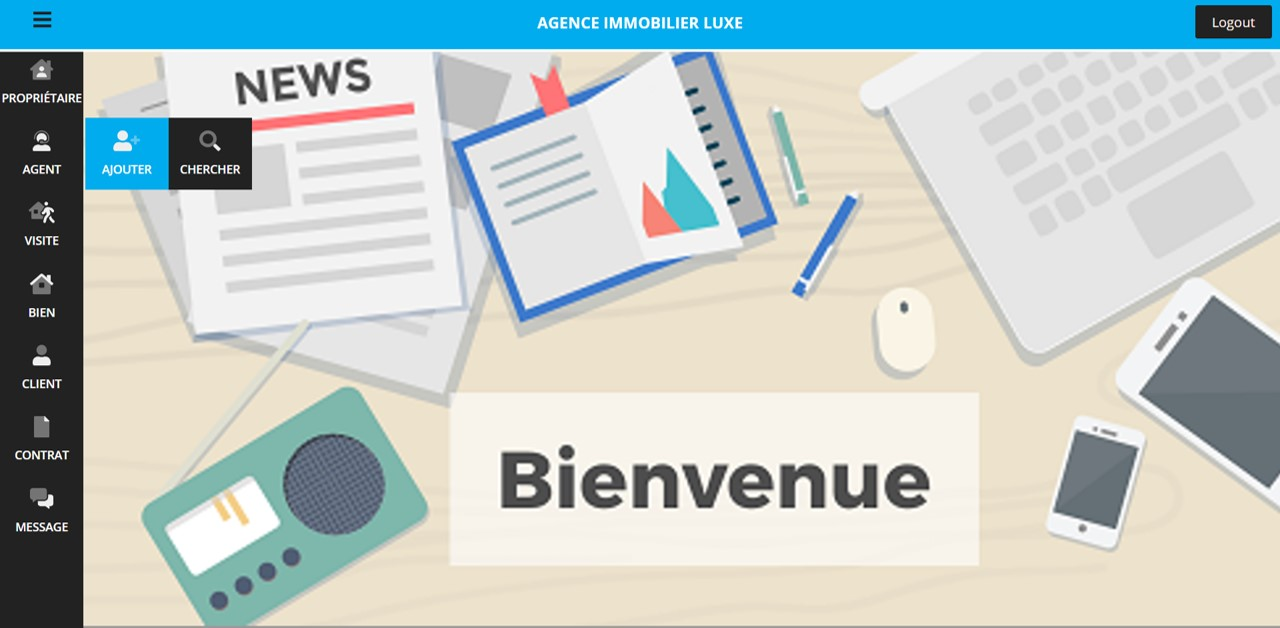 AGENCE IMMOBILIER LUXE
Logout
PROPRIÉTAIRE
AGENT
AJOUTER
CHERCHER
VISITE
BIEN
CLIENT
CONTRAT
MESSAGE
NEWS
Bienvenue